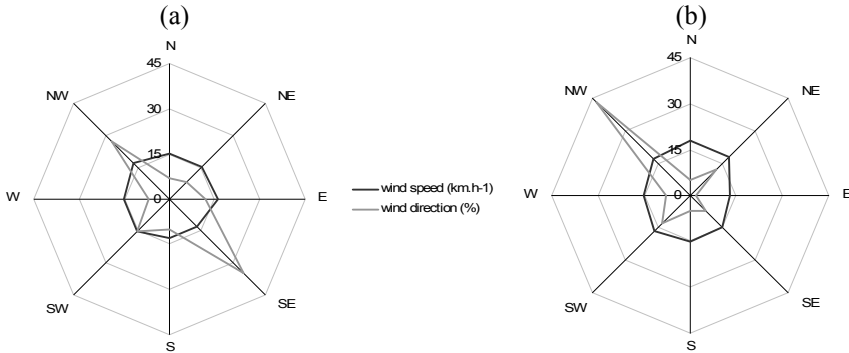 (a)
N
45
NW
NE
30
15
W
0
E
SW
SE
S
wind speed (km.h-1)
wind direction (%)
(b)
N
45
NW
NE
30
15
W
0
E
SW
SE
S